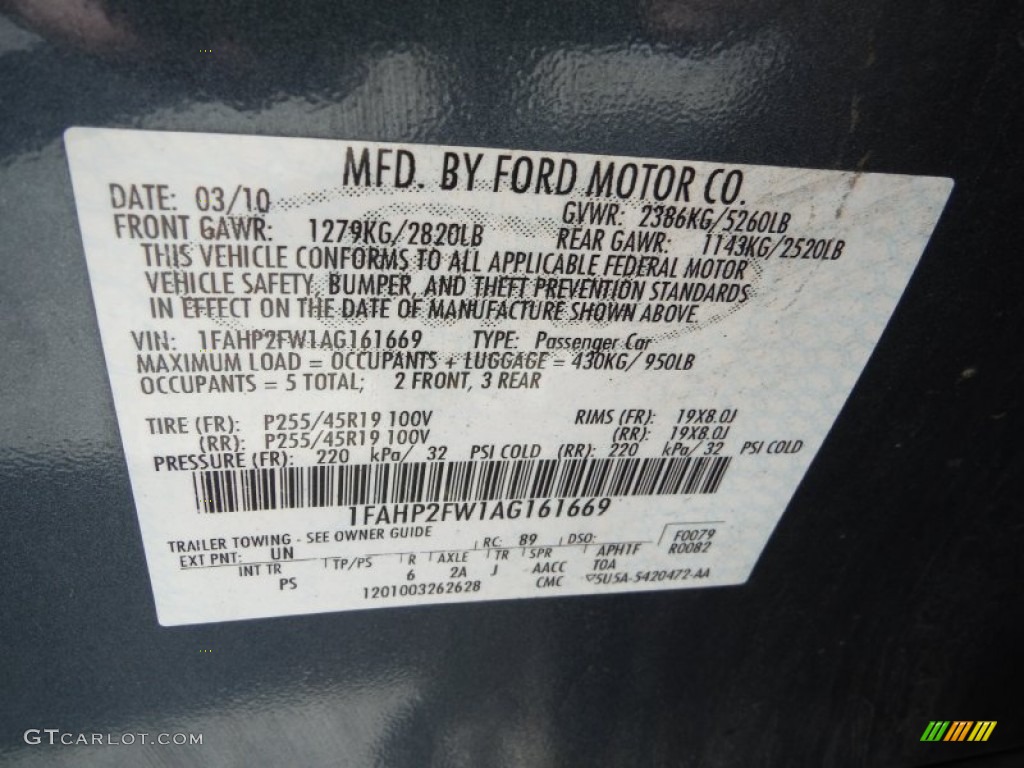 MFD. BY FORD MOTOR CO.
DATE: 03/10 GVWR: 2386KG/5260LB
FRONT GAWR: 1279KG/2820LB REAR GAWR: 1143KG/2520LB
THIS VEHICLE CONFORMS TO ALL APPLICABLE FEDERAL MOTOR
VEHICLE SAFETY, BUMPER, AND THEFT PREVENTION STANDARDS
IN EFFECT ON THE DATE OF MANUFACTURE SHOWN ABOVE.
VIN: 1FAHP2FW1AG161669 TYPE: Passenger Car
MAXIMUM LOAD = OCCUPANTS + LUGGAGE = 430KG/ 950LB
OCCUPANTS = 5 TOTAL; 2 FRONT, 3 REAR
TIRE (FR): P255/45R19 100V RIMS (FR): 19X8.0J
(RR): P255/45R19 100V (RR): 19X8.0J
PRESSURE (FR): 220 kPa/ 32 PSI COLD (RR): 220 kPa/ 32 PSI COLD
1FAHP2FW1AG161669
TRAILER TOWING - SEE OWNER GUIDE
EXT PNT: UN RC: 89 DSO: F0079
R0082
INT TR TP/PS R AXLE TR SPR APH1F
PS 6 2A J AACC TOA
CMC 5U5A-5420472-AA
1201003262628
GTCARLOT.COM